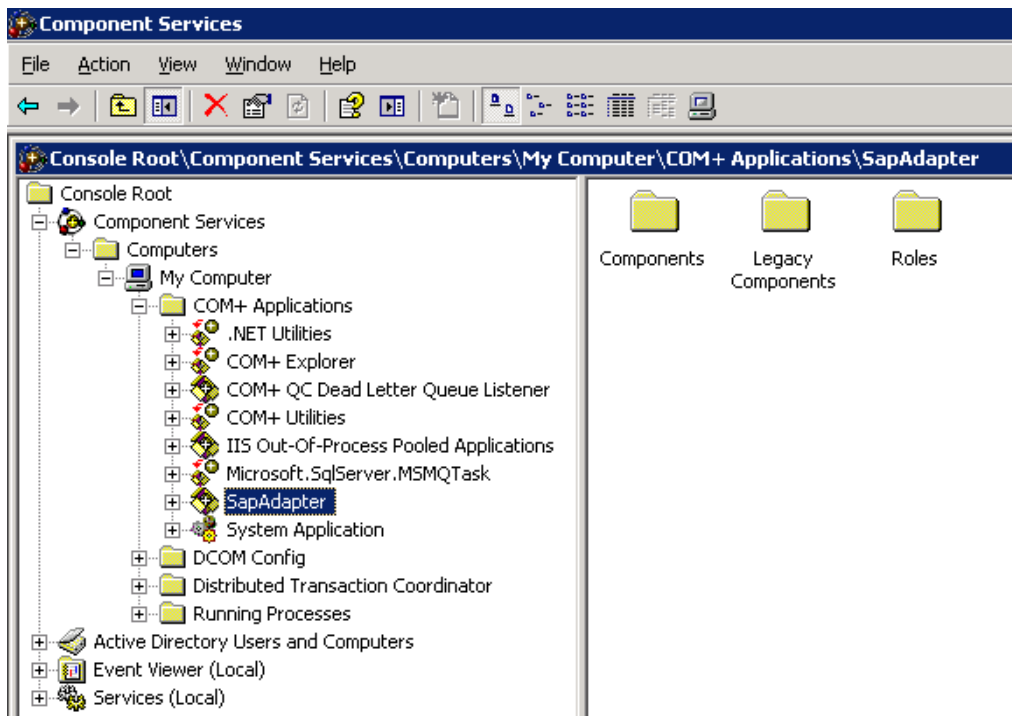 Component Services
File Action View Window Help
Console Root\Component Services\Computers\My Computer\COM+ Applications\SapAdapter
Console Root
Component Services
Computers
My Computer
COM+ Applications
.NET Utilities
COM+ Explorer
COM+ QC Dead Letter Queue Listener
COM+ Utilities
IIS Out-Of-Process Pooled Applications
Microsoft.SqlServer.MSMQTask
SapAdapter
System Application
DCOM Config
Distributed Transaction Coordinator
Running Processes
Active Directory Users and Computers
Event Viewer (Local)
Services (Local)
Components
Legacy
Components
Roles